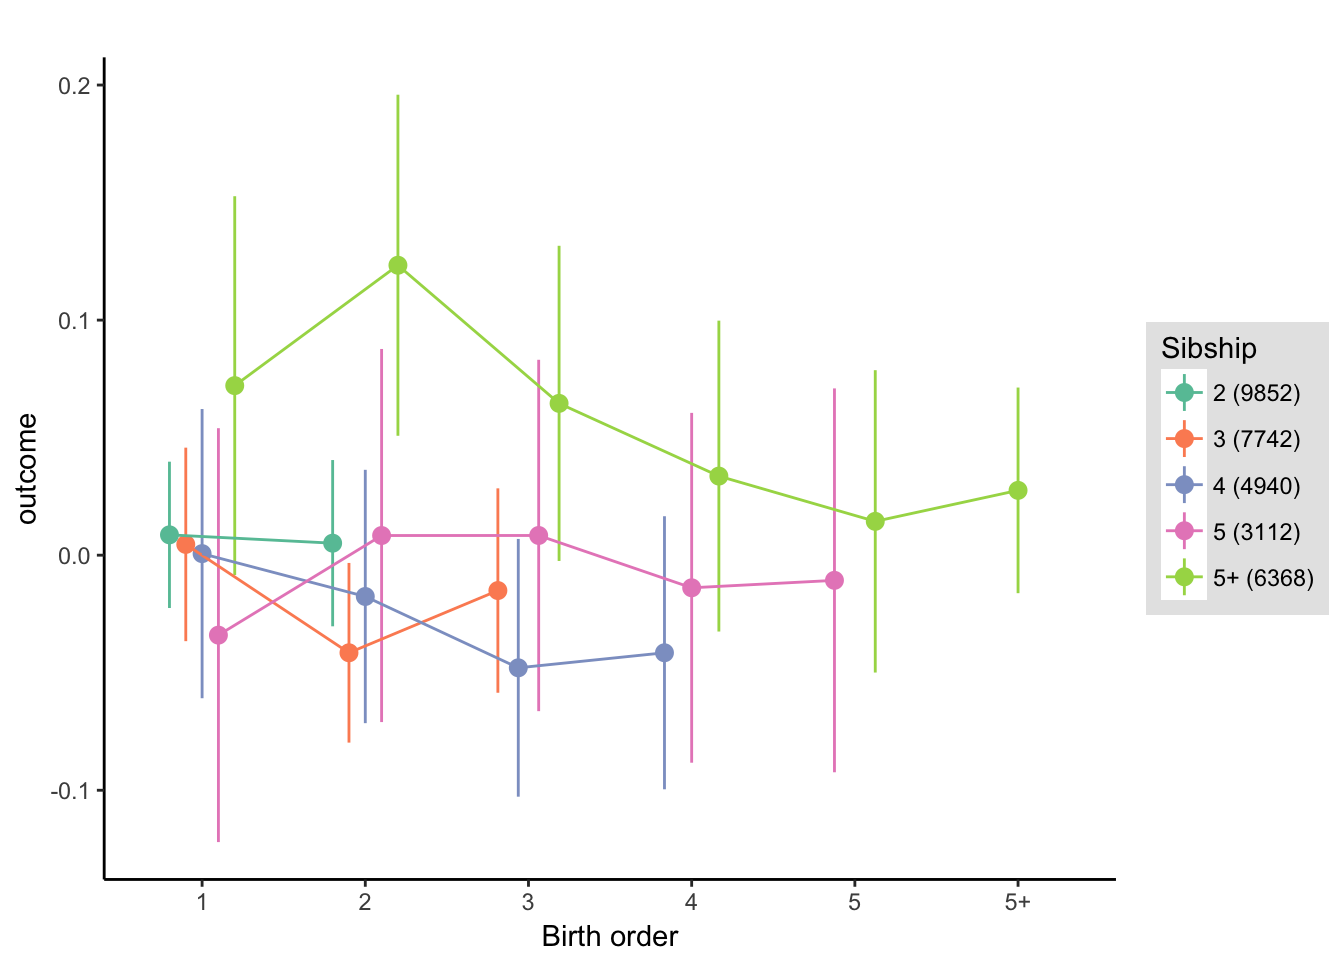 0.2
0.1
0.0
-0.1
outcome
1 2 3 4 5 5+
Birth order
Sibship
2 (9852)
3 (7742)
4 (4940)
5 (3112)
5+ (6368)